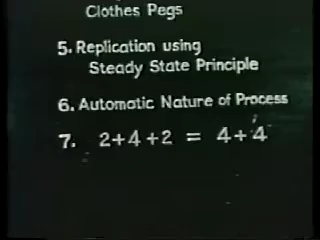 Clothes Pegs
5. Replication using
Steady State Principle
6. Automatic Nature of Process
7. 2+4+2 = 4+4